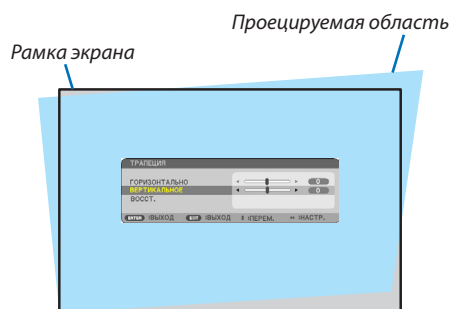 Проецируемая область
Рамка экрана
ТРАПЕЦИЯ
ГОРИЗОНТАЛЬНО 0
ВЕРТИКАЛЬНОЕ 0
ВОССТ.
ENTER :ВЫХОД EXIT :ВЫХОД ↕ :ПЕРЕМ. ↔ :НАСТР.